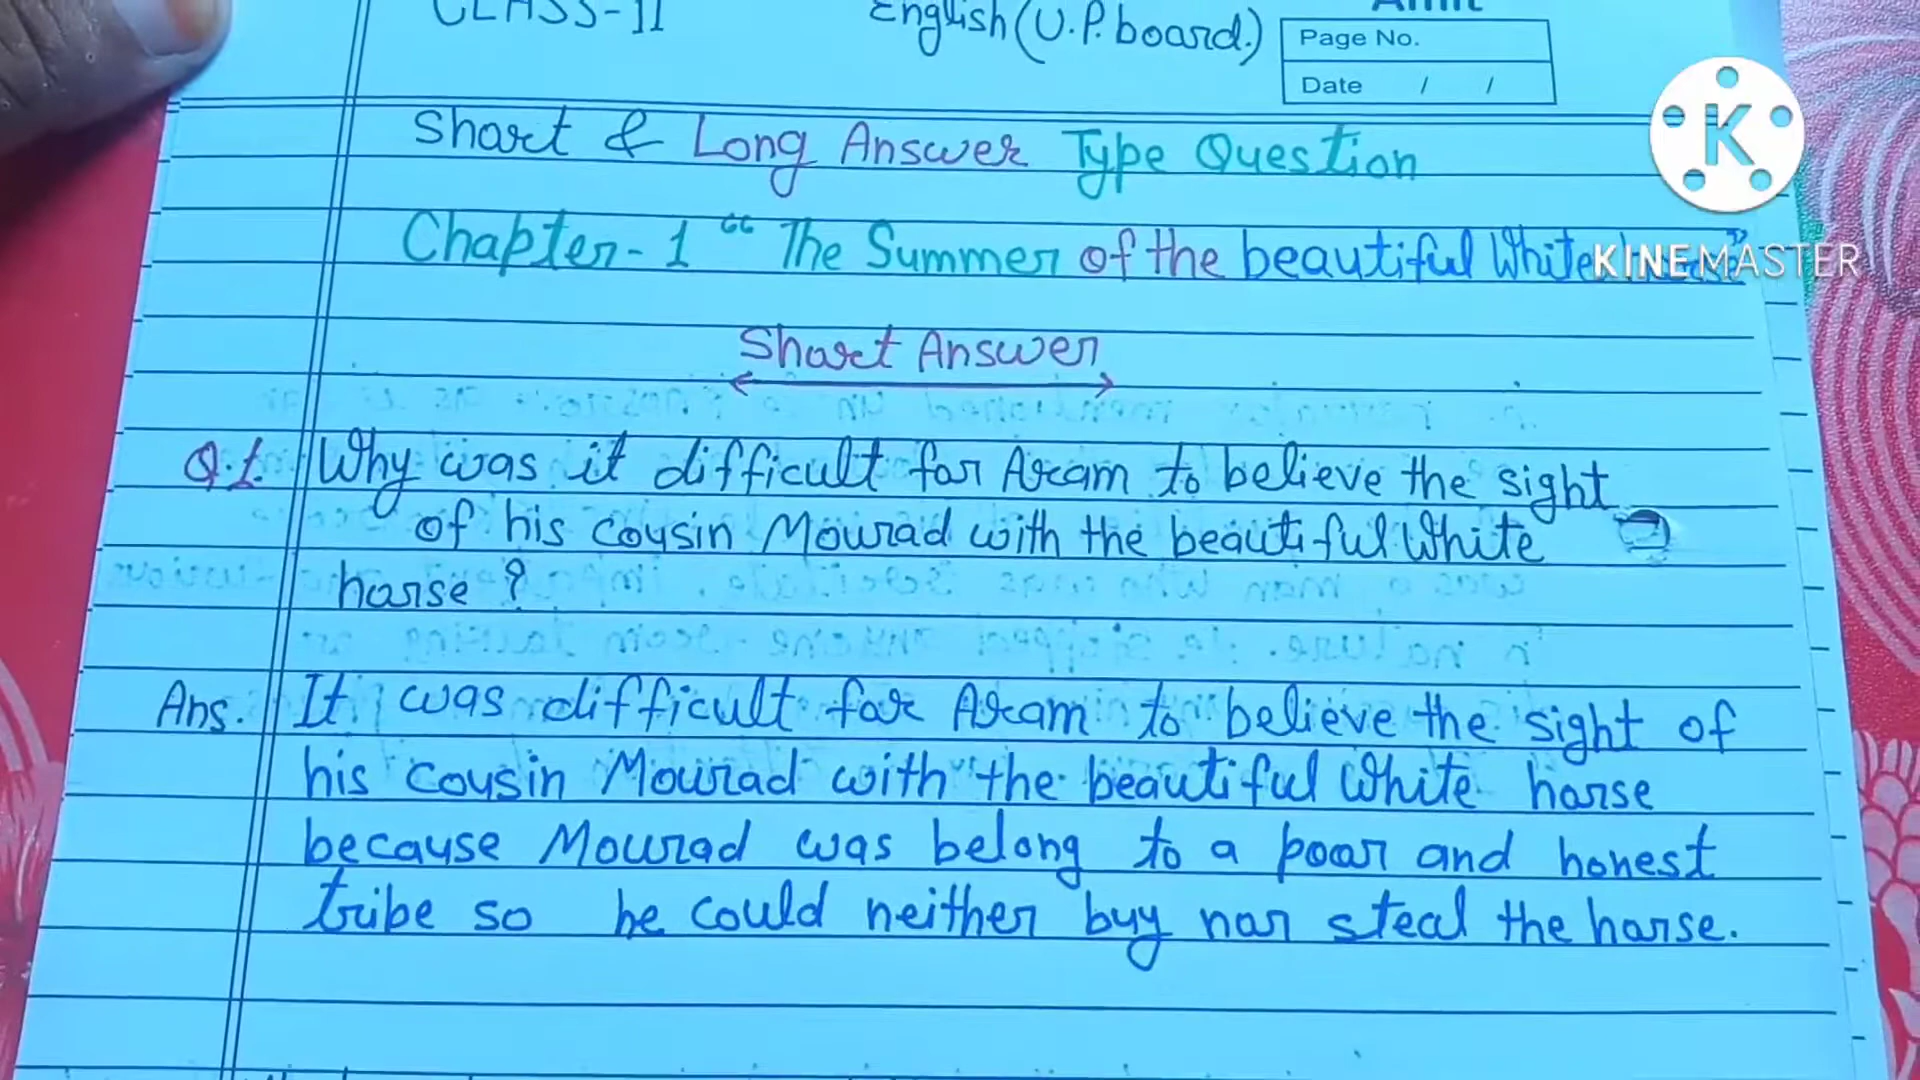 CLASS-11 English (U.P. board.)
Amit
Page No.
Date / /
Short & Long Answer Type Question
Chapter-1 "The Summer of the beautiful White horse"
K
KINEMASTER
Short Answer
Q.1. Why was it difficult for Aram to believe the sight
of his cousin Mourad with the beautiful White
horse ?
Ans. It was difficult for Aram to believe the sight of
his cousin Mourad with the beautiful White horse
because Mourad was belong to a poor and honest
tribe so he could neither buy nor steal the horse.